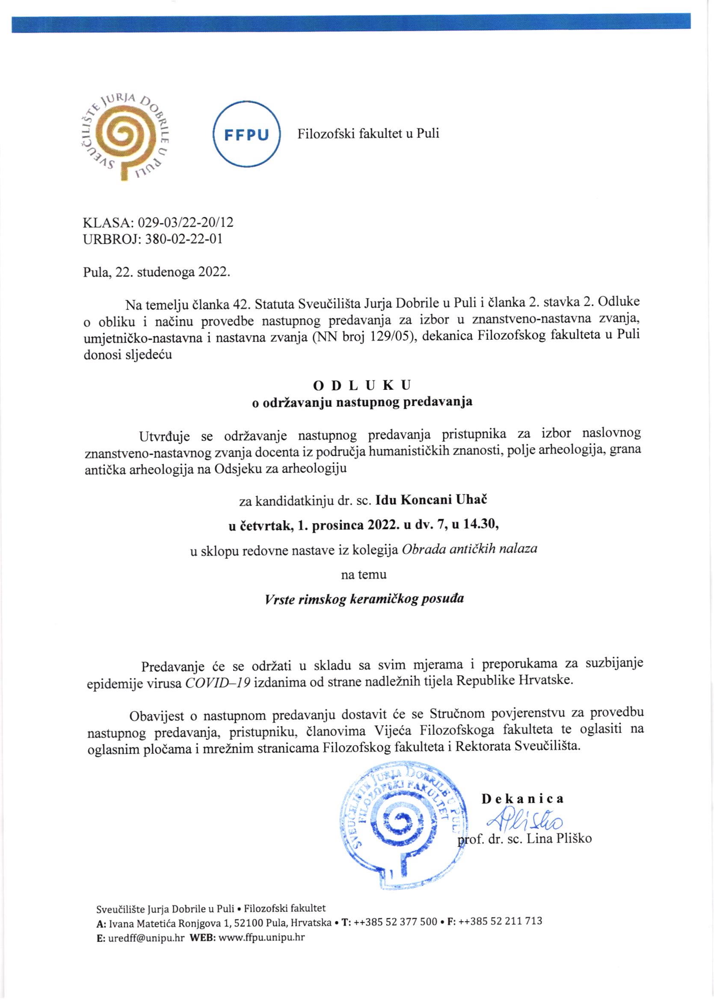 SVEUČILIŠTE JURJA DOBRILE U PULI
FFPU
Filozofski fakultet u Puli
KLASA: 029-03/22-20/12
URBROJ: 380-02-22-01
Pula, 22. studenoga 2022.
Na temelju članka 42. Statuta Sveučilišta Jurja Dobrile u Puli i članka 2. stavka 2. Odluke
o obliku i načinu provedbe nastupnog predavanja za izbor u znanstveno-nastavna zvanja,
umjetničko-nastavna i nastavna zvanja (NN broj 129/05), dekanica Filozofskog fakulteta u Puli
donosi sljedeću
O D L U K U
o održavanju nastupnog predavanja
Utvrđuje se održavanje nastupnog predavanja pristupnika za izbor naslovnog
znanstveno-nastavnog zvanja docenta iz područja humanističkih znanosti, polje arheologija, grana
antička arheologija na Odsjeku za arheologiju
za kandidatkinju dr. sc. Idu Koncani Uhač
u četvrtak, 1. prosinca 2022. u dv. 7, u 14.30,
u sklopu redovne nastave iz kolegija Obrada antičkih nalaza
na temu
Vrste rimskog keramičkog posuđa
Predavanje će se održati u skladu sa svim mjerama i preporukama za suzbijanje
epidemije virusa COVID–19 izdanima od strane nadležnih tijela Republike Hrvatske.
Obavijest o nastupnom predavanju dostavit će se Stručnom povjerenstvu za provedbu
nastupnog predavanja, pristupniku, članovima Vijeća Filozofskoga fakulteta te oglasiti na
oglasnim pločama i mrežnim stranicama Filozofskog fakulteta i Rektorata Sveučilišta.
SVEUČILIŠTE JURJA DOBRILE U PULI
FILOZOFSKI FAKULTET
1
D e k a n i c a
APliško
prof. dr. sc. Lina Pliško
Sveučilište Jurja Dobrile u Puli • Filozofski fakultet
A: Ivana Matetića Ronjgova 1, 52100 Pula, Hrvatska • T: ++385 52 377 500 • F: ++385 52 211 713
E: uredff@unipu.hr WEB: www.ffpu.unipu.hr